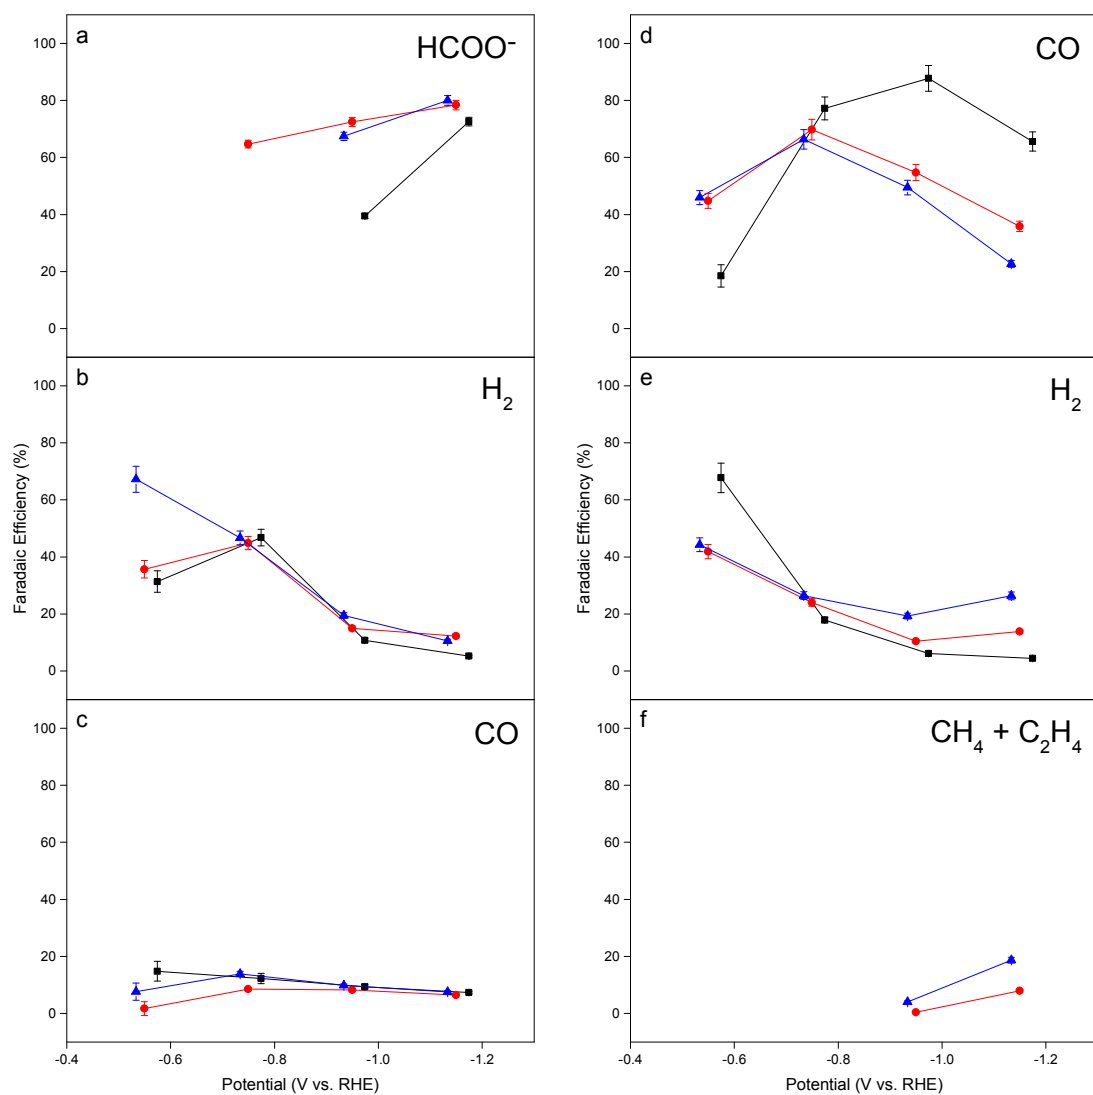 a
HCOO⁻
100
80
60
40
20
0
b
H₂
100
80
60
40
20
0
Faradaic Efficiency (%)
c
CO
100
80
60
40
20
0
-0.4
-0.6
-0.8
-1.0
-1.2
Potential (V vs. RHE)
d
CO
100
80
60
40
20
0
e
H₂
100
80
60
40
20
0
Faradaic Efficiency (%)
f
CH₄ + C₂H₄
100
80
60
40
20
0
-0.4
-0.6
-0.8
-1.0
-1.2
Potential (V vs. RHE)